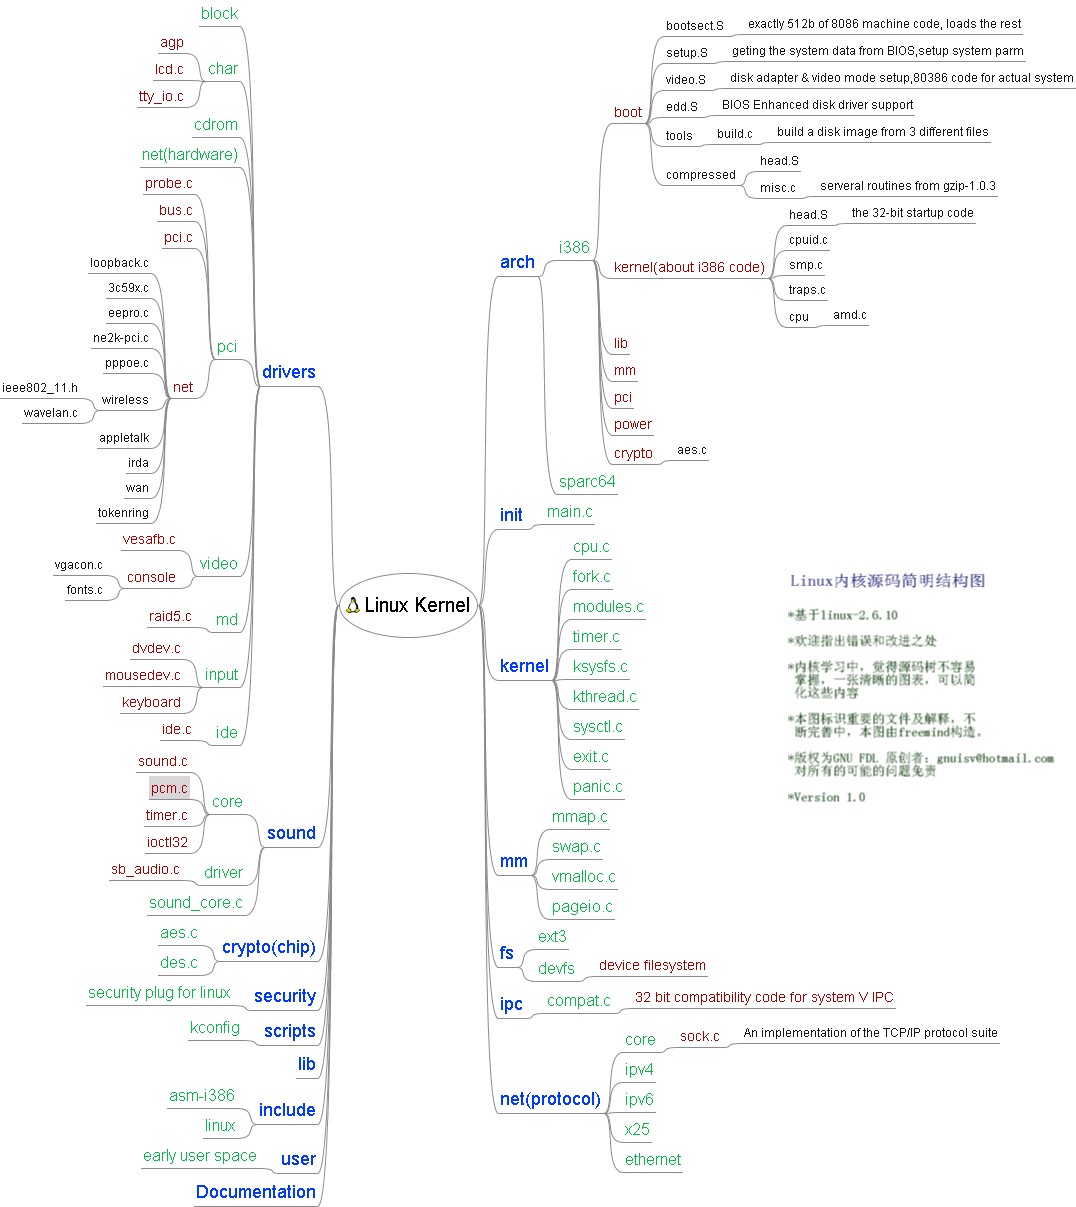 Linux Kernel
drivers
block
char
agp
lcd.c
tty_io.c
cdrom
net(hardware)
pci
probe.c
bus.c
pci.c
net
loopback.c
3c59x.c
eepro.c
ne2k-pci.c
pppoe.c
wireless
ieee802_11.h
wavelan.c
appletalk
irda
wan
tokenring
video
vesafb.c
console
vgacon.c
fonts.c
md
raid5.c
input
dvdev.c
mousedev.c
keyboard
ide
ide.c
sound
core
sound.c
pcm.c
timer.c
ioctl32
driver
sb_audio.c
sound_core.c
crypto(chip)
aes.c
des.c
security
security plug for linux
scripts
kconfig
lib
include
asm-i386
linux
user
early user space
Documentation
arch
i386
boot
bootsect.S
exactly 512b of 8086 machine code, loads the rest
setup.S
geting the system data from BIOS,setup system parm
video.S
disk adapter & video mode setup,80386 code for actual system
edd.S
BIOS Enhanced disk driver support
tools
build.c
build a disk image from 3 different files
compressed
head.S
misc.c
serveral routines from gzip-1.0.3
kernel(about i386 code)
head.S
the 32-bit startup code
cpuid.c
smp.c
traps.c
cpu
amd.c
lib
mm
pci
power
crypto
aes.c
sparc64
init
main.c
kernel
cpu.c
fork.c
modules.c
timer.c
ksysfs.c
kthread.c
sysctl.c
exit.c
panic.c
mm
mmap.c
swap.c
vmalloc.c
pageio.c
fs
ext3
devfs
device filesystem
ipc
compat.c
32 bit compatibility code for system V IPC
net(protocol)
core
sock.c
An implementation of the TCP/IP protocol suite
ipv4
ipv6
x25
ethernet
Linux内核源码简明结构图
*基于linux-2.6.10
*欢迎指出错误和改进之处
*内核学习中，觉得源码树不容易
掌握，一张清晰的图表，可以简
化这些内容
*本图标识重要的文件及解释，不
断完善中，本图由freemind构造。
*版权为GNU FDL 原创者：gnuisv@hotmail.com
对所有的可能的问题免责
*Version 1.0